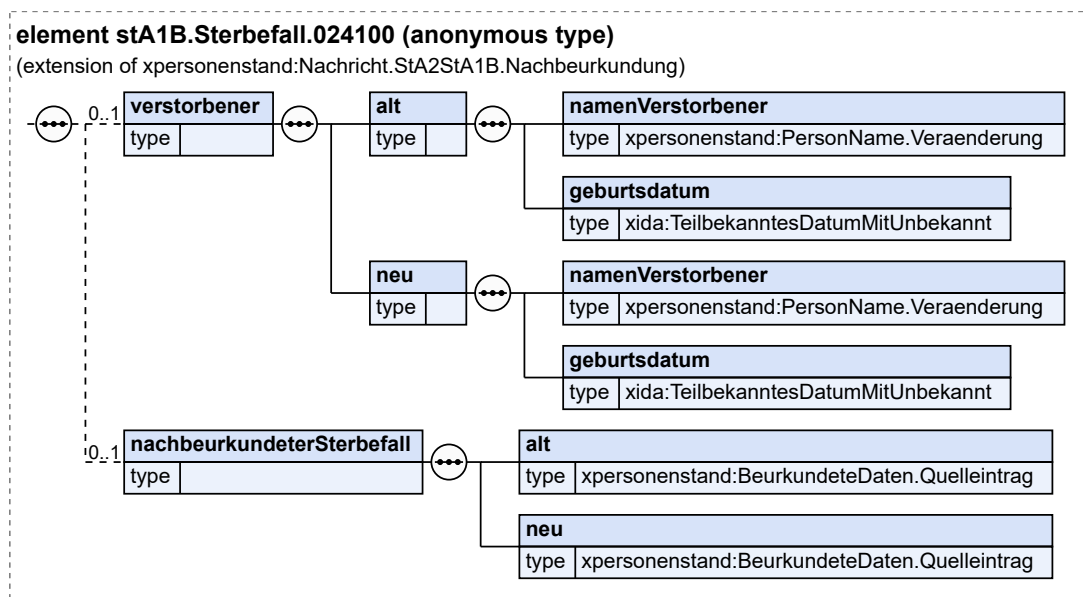 element stA1B.Sterbefall.024100 (anonymous type)
(extension of xpersonenstand:Nachricht.StA2StA1B.Nachbeurkundung)
0..1
verstorbener
type
alt
type
namenVerstorbener
type xpersonenstand:PersonName.Veraenderung
geburtsdatum
type xida:TeilbekanntesDatumMitUnbekannt
neu
type
namenVerstorbener
type xpersonenstand:PersonName.Veraenderung
geburtsdatum
type xida:TeilbekanntesDatumMitUnbekannt
0..1
nachbeurkundeterSterbefall
type
alt
type xpersonenstand:BeurkundeteDaten.Quelleintrag
neu
type xpersonenstand:BeurkundeteDaten.Quelleintrag